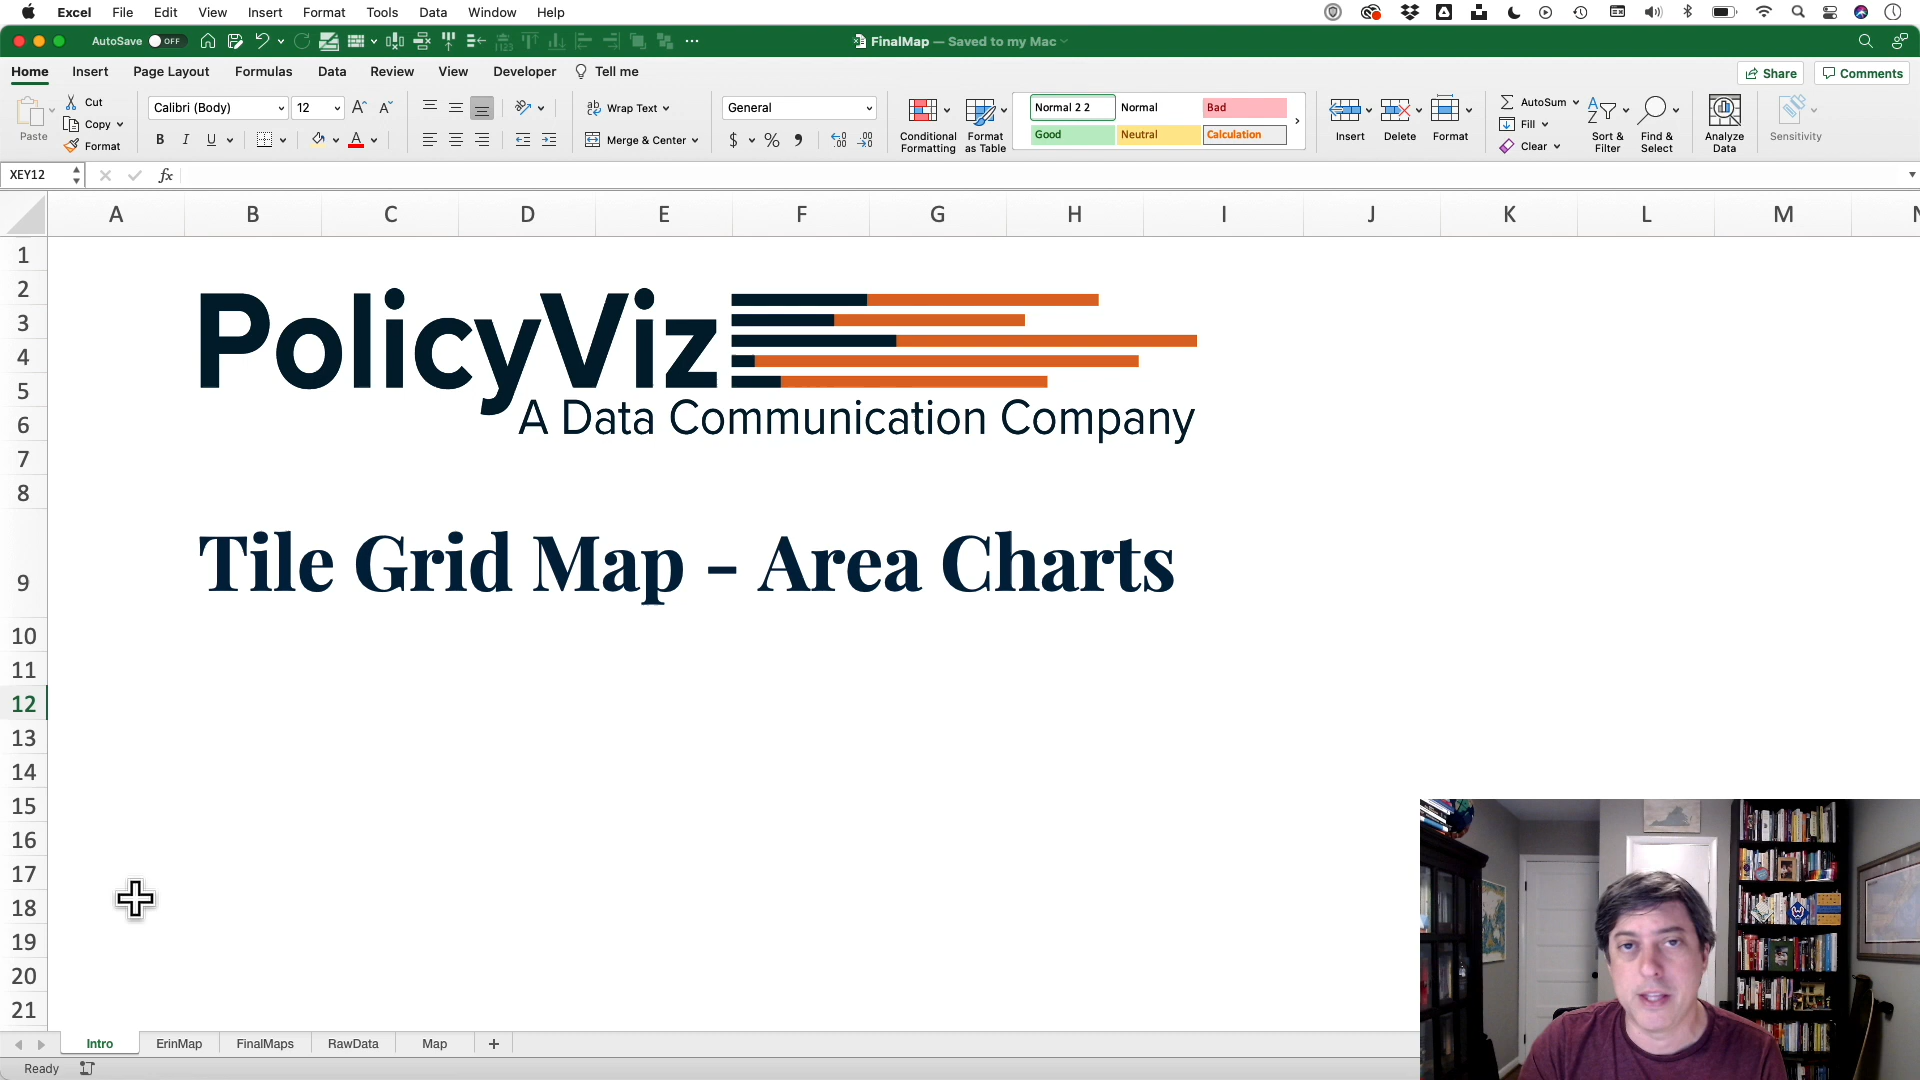 Excel File Edit View Insert Format Tools Data Window Help
AutoSave OFF FinalMap — Saved to my Mac
Home Insert Page Layout Formulas Data Review View Developer Tell me Share Comments
Paste Cut Copy Format
Calibri (Body) 12
B I U A
ab Wrap Text
Merge & Center
General
$ % 9
Conditional Formatting
Format as Table
Normal 2 2 Normal Bad
Good Neutral Calculation
Insert Delete Format
AutoSum
Fill
Clear
Sort & Filter
Find & Select
Analyze Data
Sensitivity
XEY12 fx
A B C D E F G H I J K L M
1
2
3
4
5
6
7
8
9
10
11
12
13
14
15
16
17
18
19
20
21
PolicyViz
A Data Communication Company
Tile Grid Map - Area Charts
Intro ErinMap FinalMaps RawData Map +
Ready